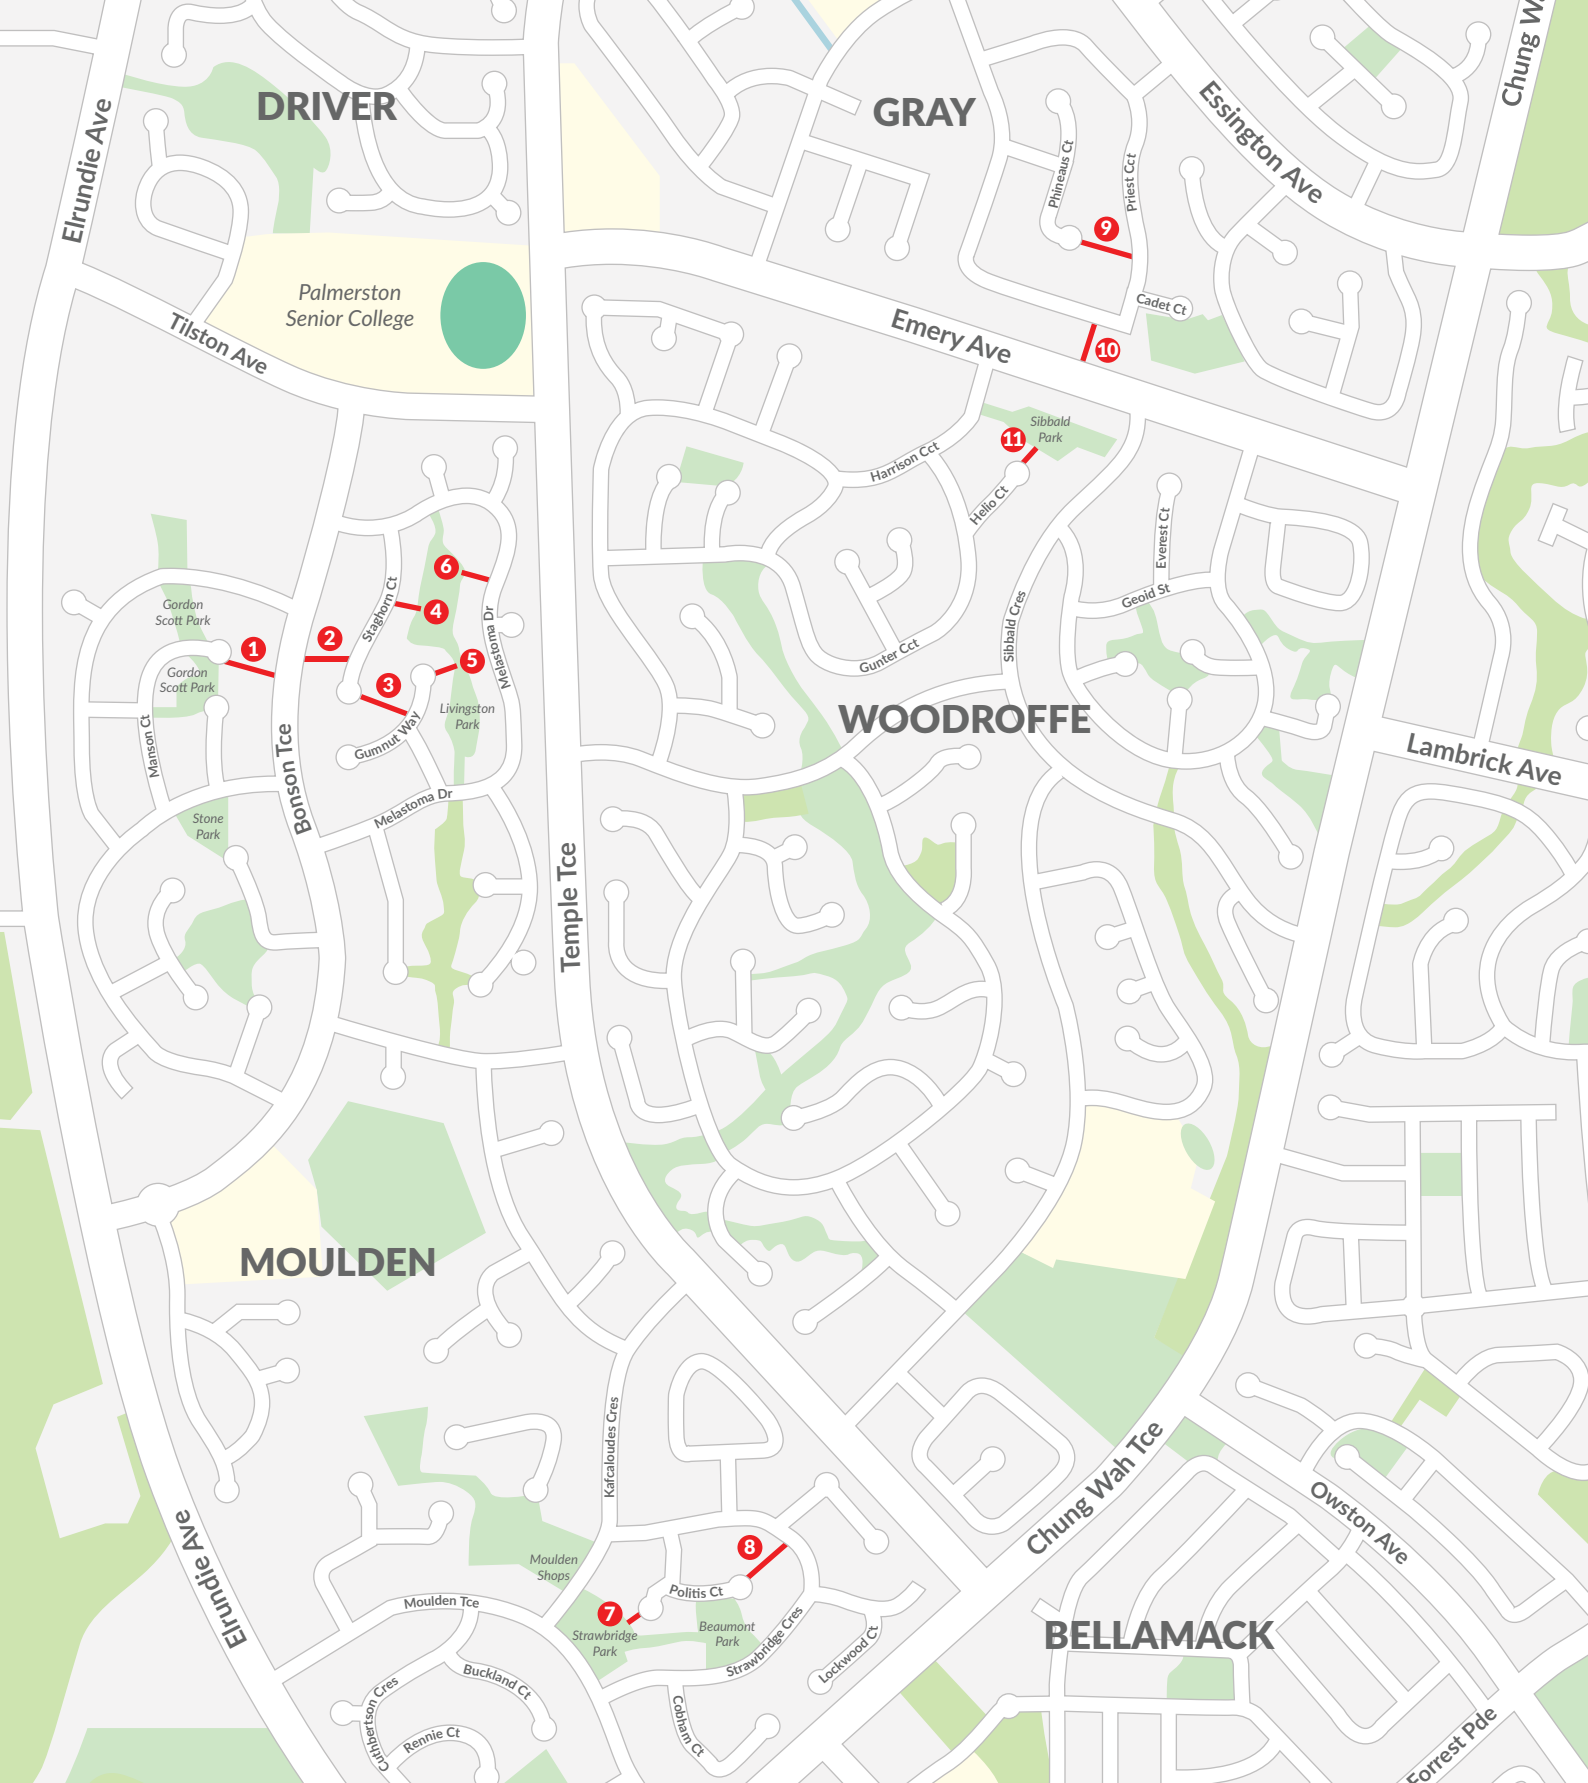 Chung W
DRIVER
GRAY
Elrundie Ave
Essington Ave
Phineaus Ct
Priest Cct
9
Palmerston
Senior College
Cadet Ct
Tilston Ave
Emery Ave
10
Sibbald
Park
11
Harrison Cct
Helio Ct
Everest Ct
6
4
Geoid St
Gordon
Scott Park
Staghorn Ct
Melastoma Dr
Sibbald Cres
1
2
5
3
Gunter Cct
Gordon
Scott Park
Livingston
Park
WOODROFFE
Manson Ct
Gumnut Way
Bonson Tce
Lambrick Ave
Melastoma Dr
Stone
Park
Temple Tce
MOULDEN
Kafcaloudes Cres
Chung Wah Tce
Owston Ave
Elrundie Ave
8
Moulden
Shops
Politis Ct
Moulden Tce
7
Strawbridge
Park
Beaumont
Park
Strawbridge Cres
Lockwood Ct
BELLAMACK
Buckland Ct
Cuthbertson Cres
Rennie Ct
Cobham Ct
Forrest Pde